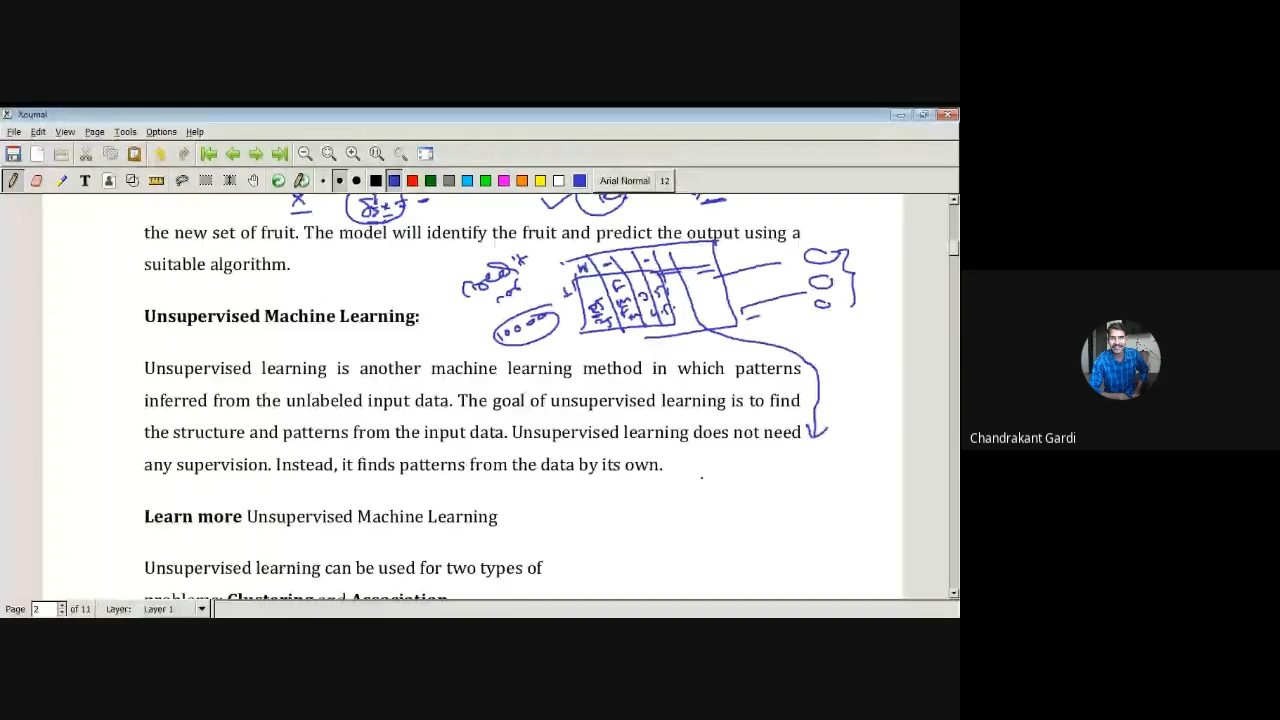 Xournal
File Edit View Page Tools Options Help
Arial Normal 12
X
the new set of fruit. The model will identify the fruit and predict the output using a
suitable algorithm.
Unsupervised Machine Learning:
10000
Unsupervised learning is another machine learning method in which patterns
inferred from the unlabeled input data. The goal of unsupervised learning is to find
the structure and patterns from the input data. Unsupervised learning does not need
any supervision. Instead, it finds patterns from the data by its own.
Learn more Unsupervised Machine Learning
Unsupervised learning can be used for two types of
problems: Clustering and Association.
Page 2 of 11 Layer: Layer 1
Chandrakant Gardi